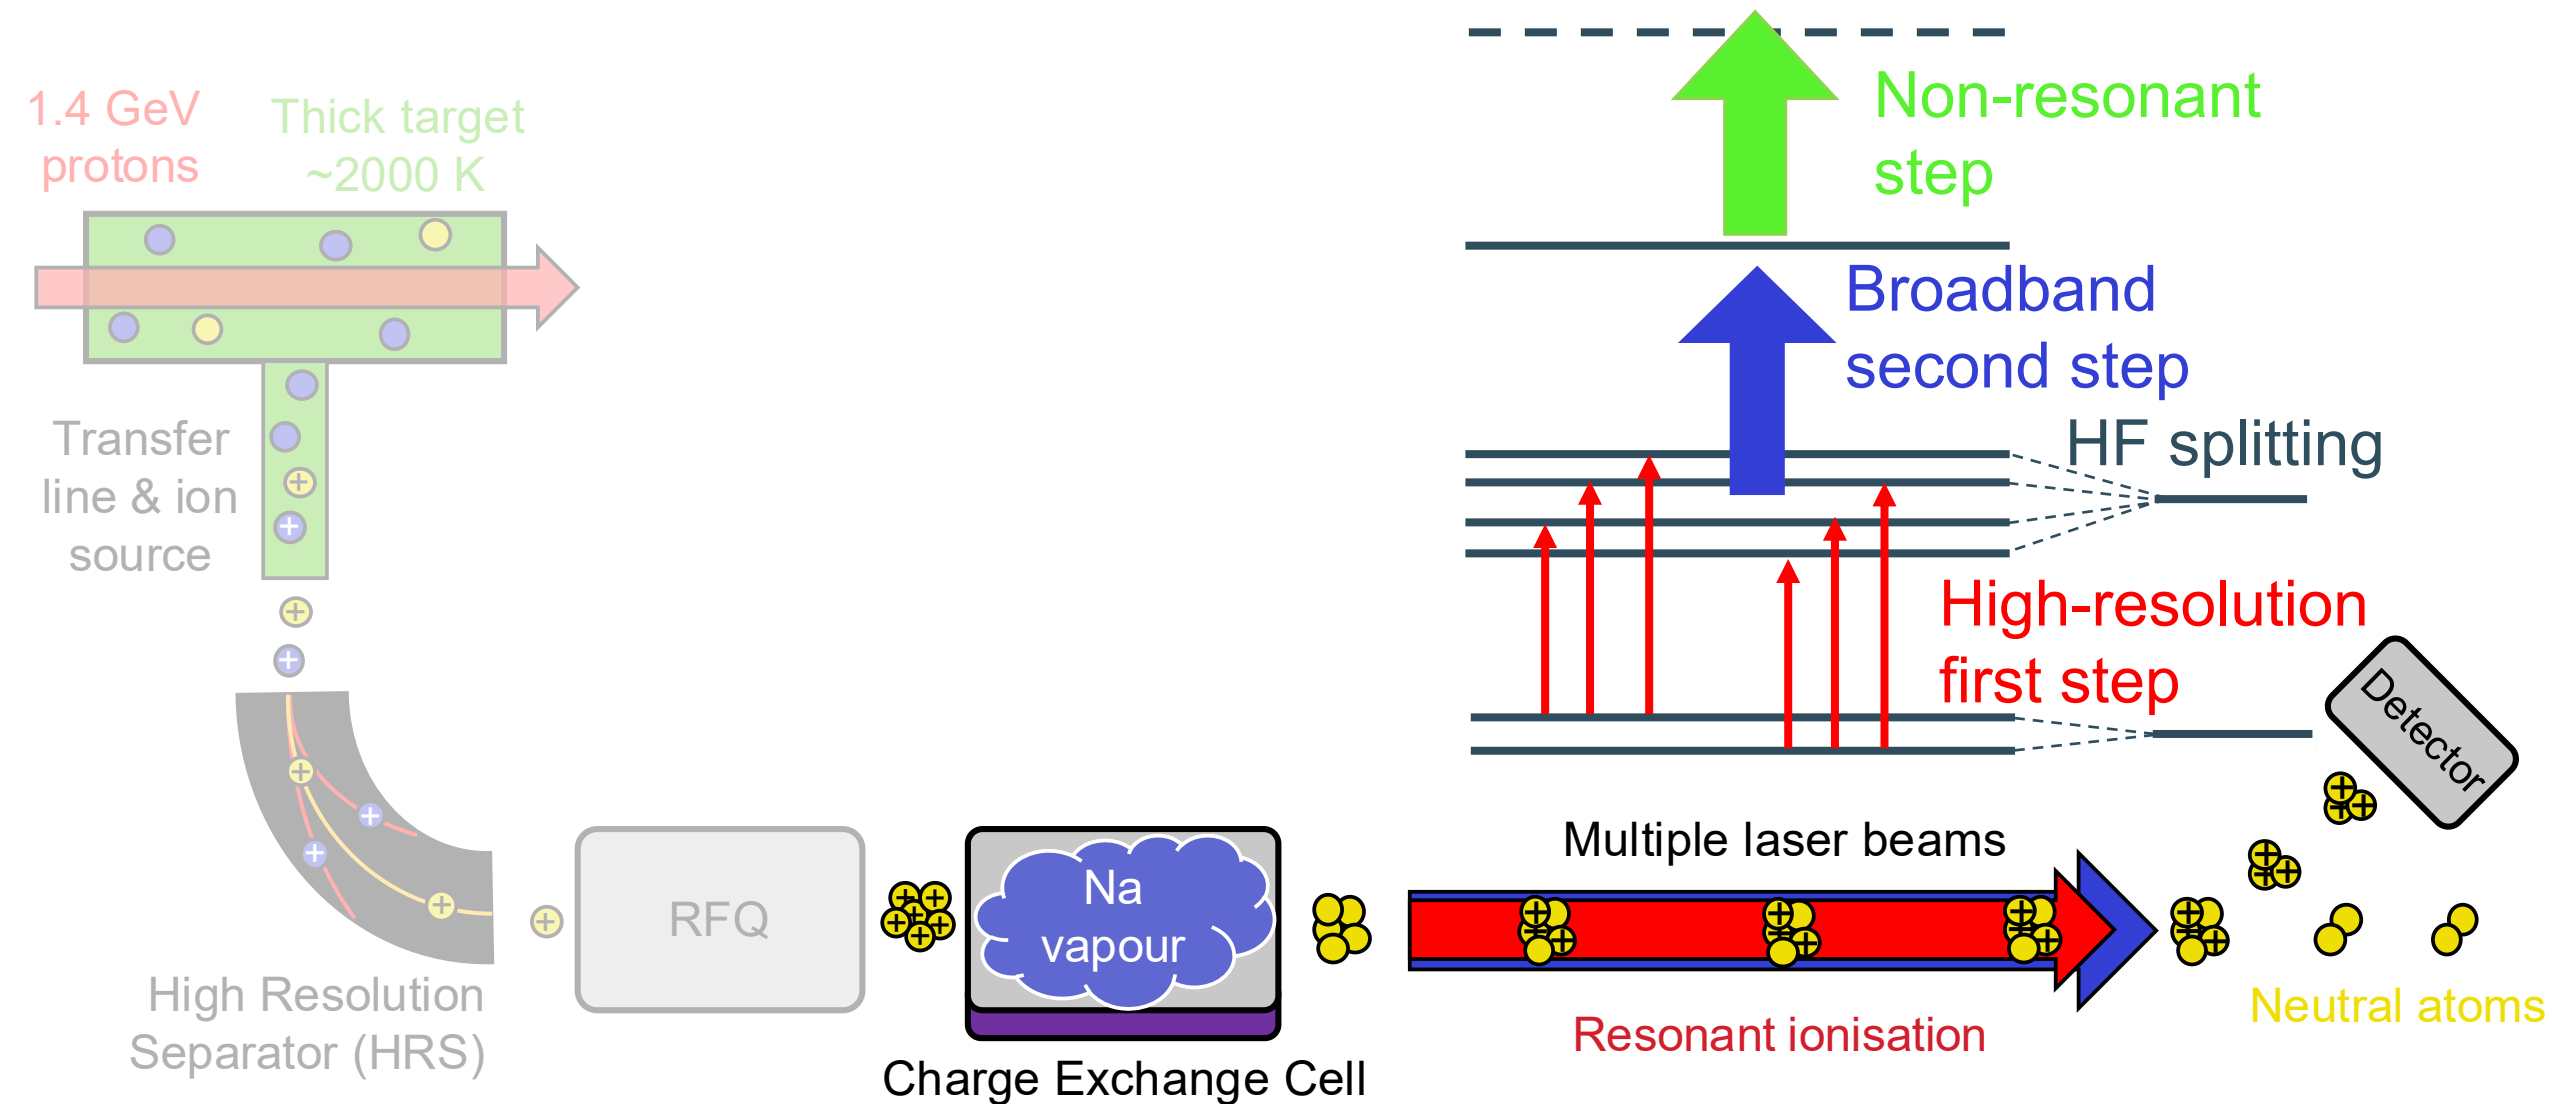 1.4 GeV
protons
Thick target
~2000 K
Transfer
line & ion
source
High Resolution
Separator (HRS)
RFQ
Na
vapour
Charge Exchange Cell
Non-resonant
step
Broadband
second step
HF splitting
High-resolution
first step
Detector
Multiple laser beams
Resonant ionisation
Neutral atoms